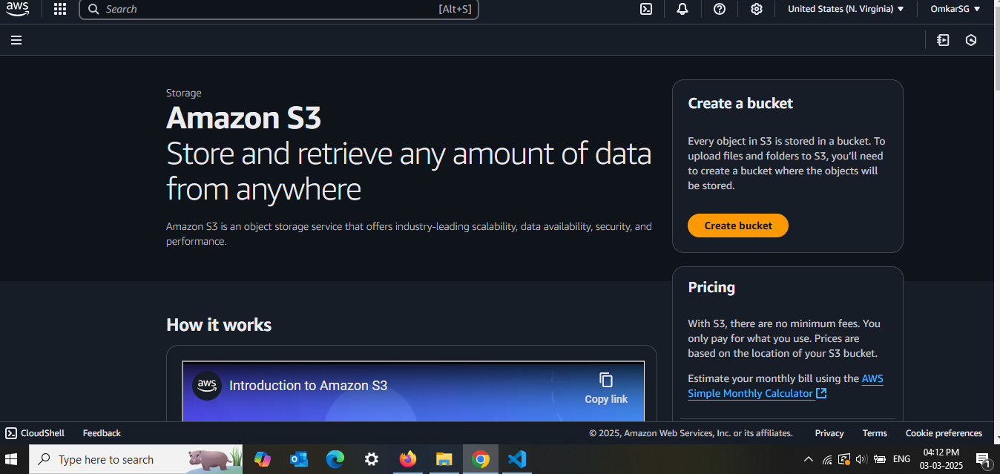 aws
Search
[Alt+S]
United States (N. Virginia)
OmkarSG
Storage
Amazon S3
Store and retrieve any amount of data
from anywhere
Amazon S3 is an object storage service that offers industry-leading scalability, data availability, security, and
performance.
Create a bucket
Every object in S3 is stored in a bucket. To
upload files and folders to S3, you'll need
to create a bucket where the objects will
be stored.
Create bucket
How it works
aws
Introduction to Amazon S3
Copy link
Pricing
With S3, there are no minimum fees. You
only pay for what you use. Prices are
based on the location of your S3 bucket.
Estimate your monthly bill using the AWS
Simple Monthly Calculator
CloudShell
Feedback
© 2025, Amazon Web Services, Inc. or its affiliates.
Privacy
Terms
Cookie preferences
Type here to search
ENG
04:12 PM
03-03-2025
1